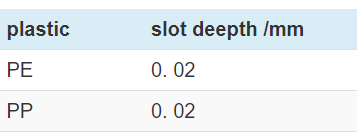 plastic slot deepth /mm
PE 0. 02
PP 0. 02